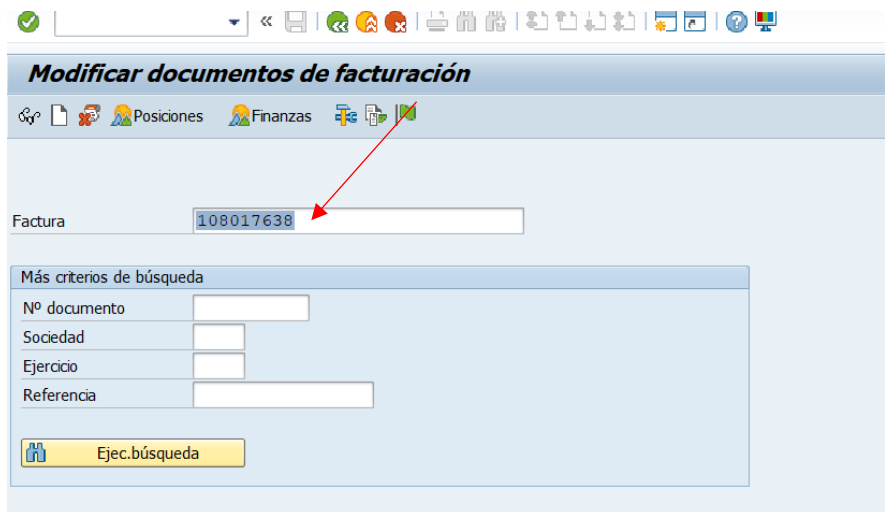 Modificar documentos de facturación
Posiciones Finanzas
Factura 108017638
Más criterios de búsqueda
Nº documento
Sociedad
Ejercicio
Referencia
Ejec.búsqueda